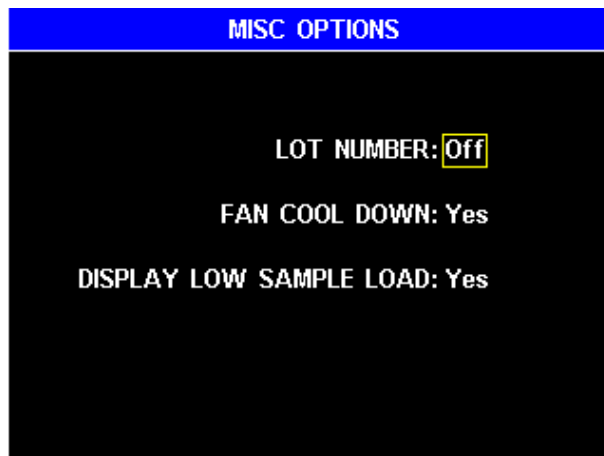 MISC OPTIONS
LOT NUMBER: Off
FAN COOL DOWN: Yes
DISPLAY LOW SAMPLE LOAD: Yes